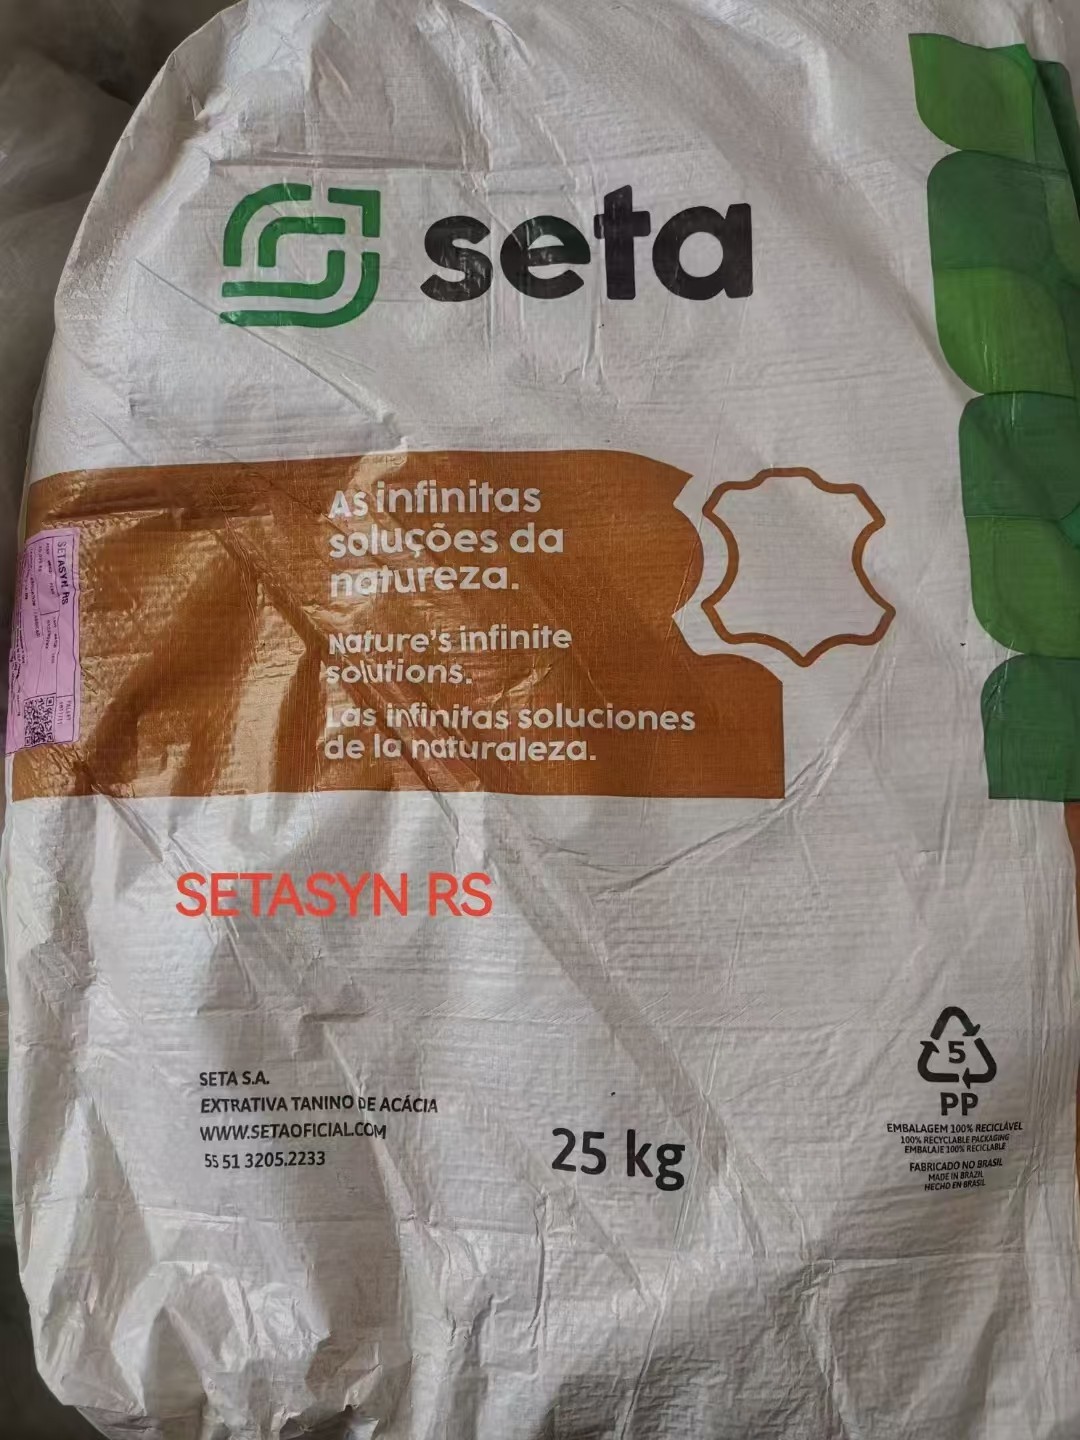 seta
As infinitas
soluções da
natureza.
Nature's infinite
solutions.
Las infinitas soluciones
de la naturaleza.
SETASYN RS
SETASYN RS
SETA S.A.
EXTRATIVA TANINO DE ACÁCIA
WWW.SETAOFICIAL.COM
55 51 3205.2233
25 kg
5
PP
EMBALAGEM 100% RECICLÁVEL
100% RECYCLABLE PACKAGING
EMBALAJE 100% RECICLABLE
FABRICADO NO BRASIL
MADE IN BRAZIL
HECHO EN BRASIL